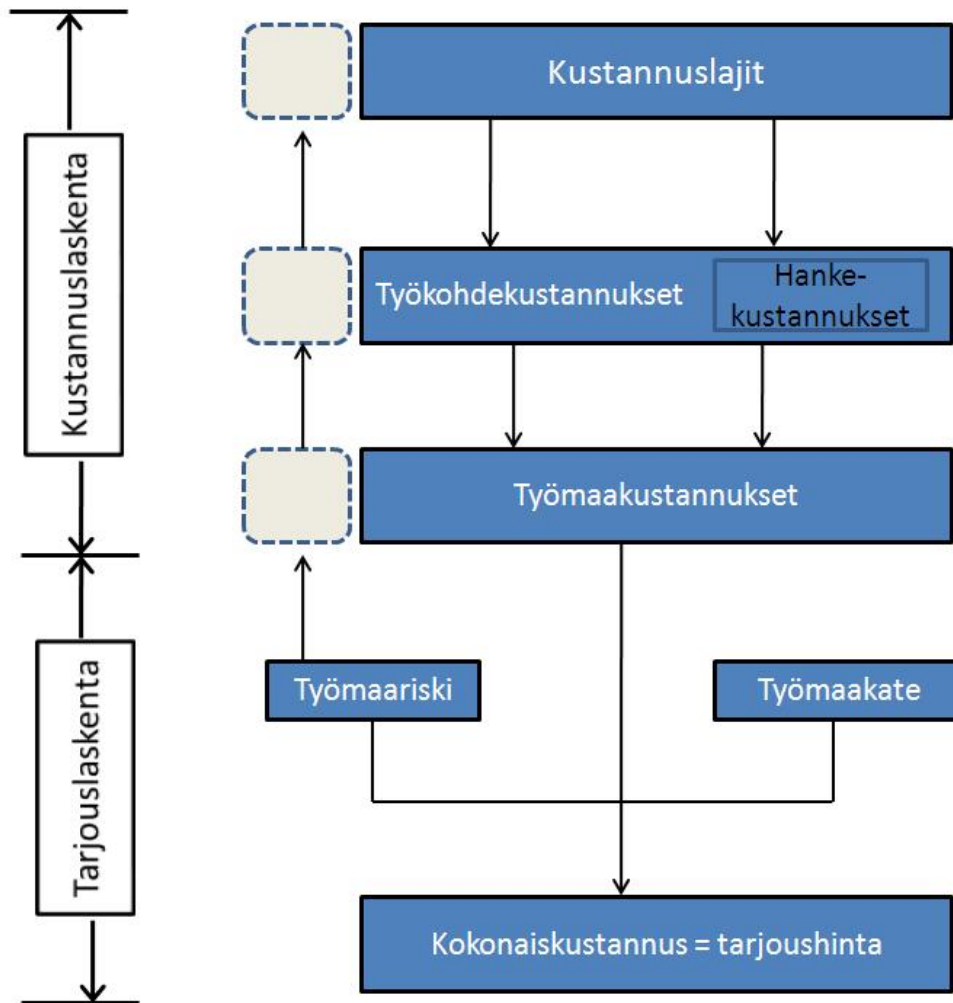 Kustannuslaskenta
Kustannuslajit
Työkohdekustannukset
Hanke-
kustannukset
Työmaakustannukset
Tarjouslaskenta
Työmaariski
Työmaakate
Kokonaiskustannus = tarjoushinta